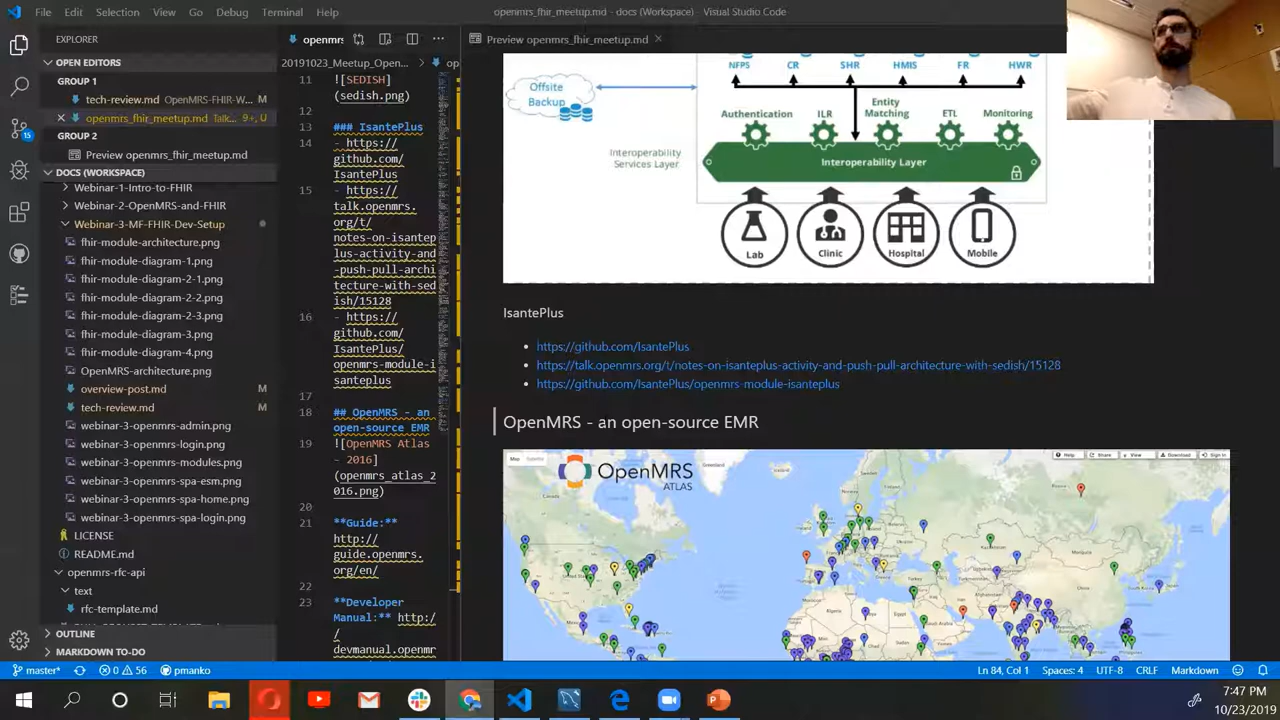 File Edit Selection View Go Debug Terminal Help
openmrs_fhir_meetup.md - docs (Workspace) - Visual Studio Code
EXPLORER
OPEN EDITORS
GROUP 1
tech-review.md OpenMRS-FHIR-W... M
openmrs_fhir_meetup.md Talk... 9+, U
GROUP 2
Preview openmrs_fhir_meetup.md
DOCS (WORKSPACE)
Webinar-1-Intro-to-FHIR
Webinar-2-OpenMRS-and-FHIR
Webinar-3-MF-FHIR-Dev-Setup
fhir-module-architecture.png
fhir-module-diagram-1.png
fhir-module-diagram-2-1.png
fhir-module-diagram-2-2.png
fhir-module-diagram-2-3.png
fhir-module-diagram-3.png
fhir-module-diagram-4.png
OpenMRS-architecture.png
overview-post.md M
tech-review.md M
webinar-3-openmrs-admin.png
webinar-3-openmrs-login.png
webinar-3-openmrs-modules.png
webinar-3-openmrs-spa-home.png
webinar-3-openmrs-spa-login.png
LICENSE
README.md
openmrs-rfc-api
text
rfc-template.md
OUTLINE
MARKDOWN TO-DO
15
openmrs
20191023_Meetup_Open...
11 ![SEDISH]
(sedish.png)
12
13 ### IsantePlus
14 - https://
github.com/
IsantePlus
15 - https://
talk.openmrs.
org/t/
notes-on-isantep
lus-activity-and
-push-pull-archi
tecture-with-sed
ish/15128
16 - https://
github.com/
IsantePlus/
openmrs-module-i
santeplus
17
18 ## OpenMRS - an
open-source EMR
19 ![OpenMRS Atlas
- 2016]
(openmrs_atlas_2
016.png)
20
21 **Guide:**
http://
guide.openmrs.
org/en/
22
23 **Developer
Manual:** http:/
/
devmanual.openmr
Preview openmrs_fhir_meetup.md
NFPS CR SHR HMIS FR HWR
Offsite
Backup
Authentication ILR Entity
Matching ETL Monitoring
Interoperability
Services Layer
Interoperability Layer
Lab Clinic Hospital Mobile
IsantePlus
https://github.com/IsantePlus
https://talk.openmrs.org/t/notes-on-isanteplus-activity-and-push-pull-architecture-with-sedish/15128
https://github.com/IsantePlus/openmrs-module-isanteplus
OpenMRS - an open-source EMR
Map
Help Share View Download Sign In
OpenMRS
ATLAS
master* 0 56 pmanko
Ln 84, Col 1 Spaces: 4 UTF-8 CRLF Markdown
7:47 PM
10/23/2019